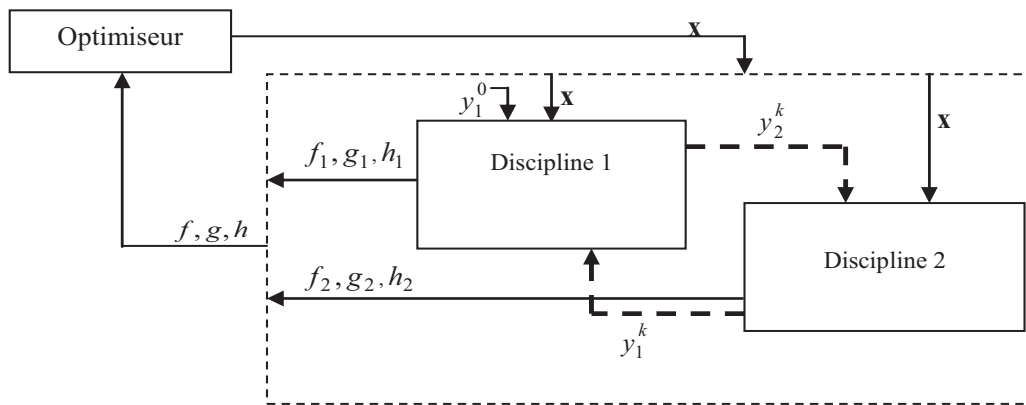 Optimiseur
x
y_1^0
x
y_2^k
x
f_1, g_1, h_1
Discipline 1
f, g, h
Discipline 2
f_2, g_2, h_2
y_1^k